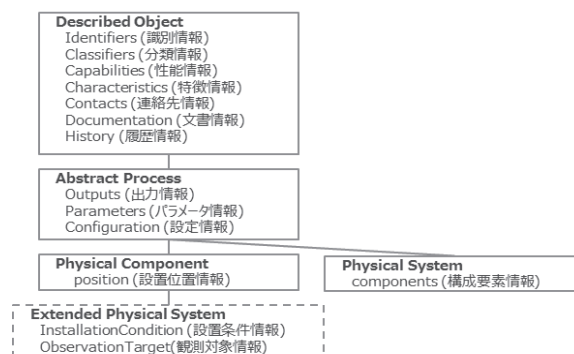 Described Object
Identifiers (識別情報)
Classifiers (分類情報)
Capabilities (性能情報)
Characteristics (特徴情報)
Contacts (連絡先情報)
Documentation (文書情報)
History (履歴情報)
Abstract Process
Outputs (出力情報)
Parameters (パラメータ情報)
Configuration (設定情報)
Physical Component
position (設置位置情報)
Physical System
components (構成要素情報)
Extended Physical System
InstallationCondition (設置条件情報)
ObservationTarget(観測対象情報)